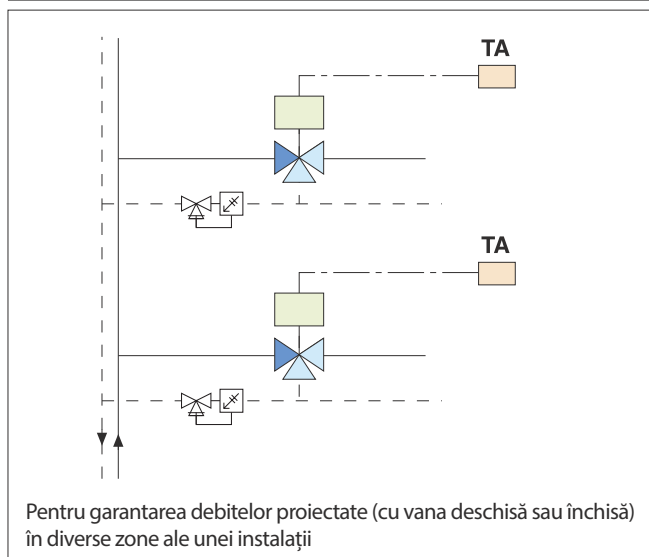 TA
TA
Pentru garantarea debitelor proiectate (cu vana deschisă sau închisă)
în diverse zone ale unei instalații